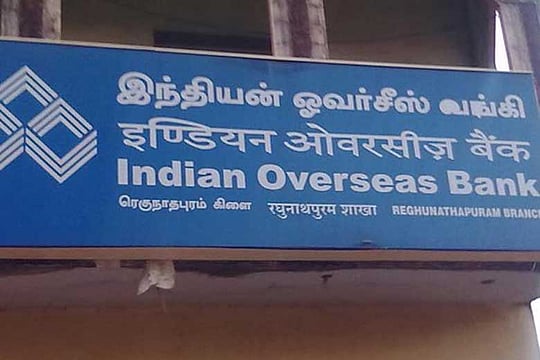 இந்தியன் ஓவர்சீஸ் வங்கி
इण्डियन ओवरसीज़ बैंक
Indian Overseas Bank
ரெகுநாதபுரம் கிளை रघुनाथपुरम शाखा REGHUNATHAPURAM BRANCH